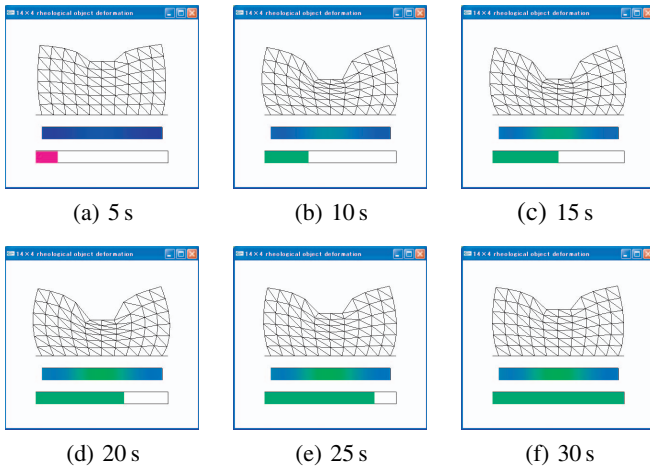 14×4 rheological object deformation
14×4 rheological object deformation
14×4 rheological object deformation
(a) 5 s
(b) 10 s
(c) 15 s
14×4 rheological object deformation
14×4 rheological object deformation
14×4 rheological object deformation
(d) 20 s
(e) 25 s
(f) 30 s